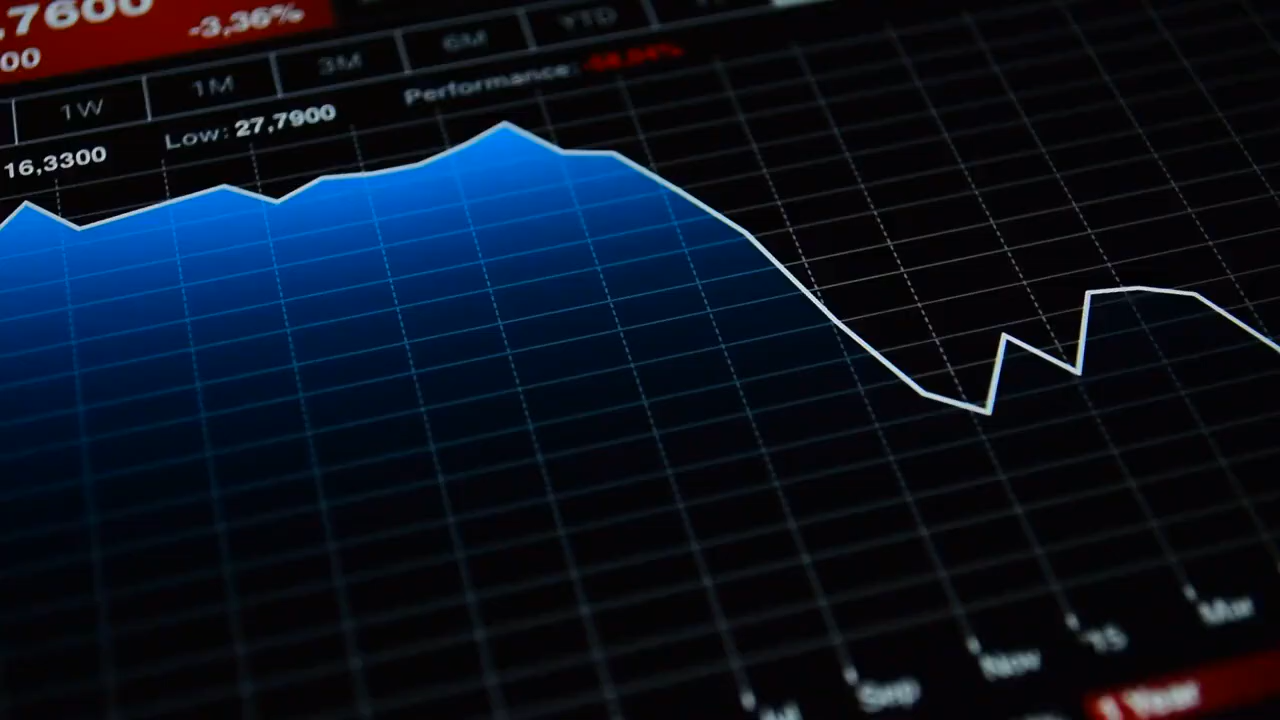 ,7600 -3,36%
00
1W 1M 3M 6M YTD
16,3300 Low: 27,7900 Performance:
Jul Sep Nov '15 Mar
1 Year